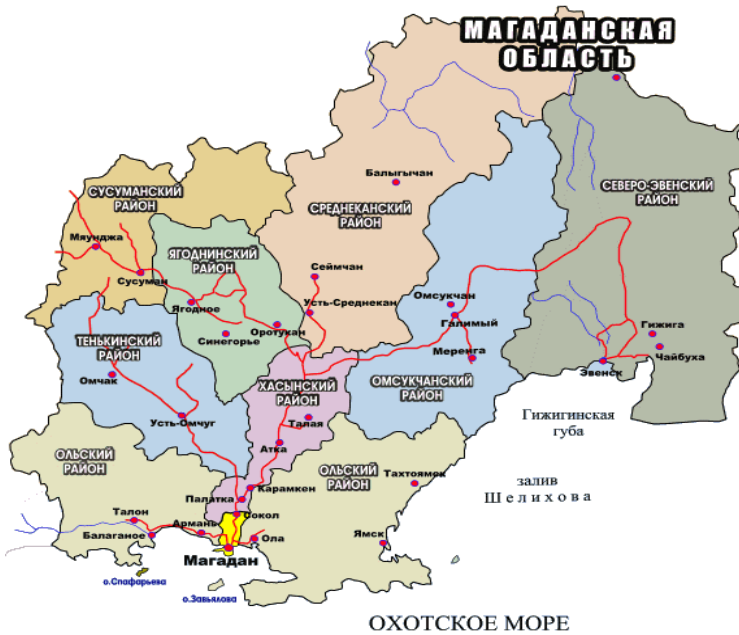 МАГАДАНСКАЯ
ОБЛАСТЬ
Балыгычан
СУСУМАНСКИЙ
РАЙОН
СЕВЕРО-ЭВЕНСКИЙ
РАЙОН
СРЕДНЕКАНСКИЙ
РАЙОН
Мяунджа
ЯГОДНИНСКИЙ
РАЙОН
Сеймчан
Сусуман
Ягодное
Усть-Среднекан
Омсукчан
Галимый
Оротукан
Синегорье
Гижига
ТЕНЬКИНСКИЙ
РАЙОН
Меренга
Чайбуха
Омчак
Эвенск
ХАСЫНСКИЙ
РАЙОН
ОМСУКЧАНСКИЙ
РАЙОН
Усть-Омчуг
Талая
Гижигинская
губа
Атка
ОЛЬСКИЙ
РАЙОН
ОЛЬСКИЙ
РАЙОН
Тахтоямск
залив
Шелихова
Карамкен
Палатка
Сокол
Талон
Армань
Балаганое
Ола
Ямск
Магадан
о.Спафарьева
о.Завьялова
ОХОТСКОЕ МОРЕ